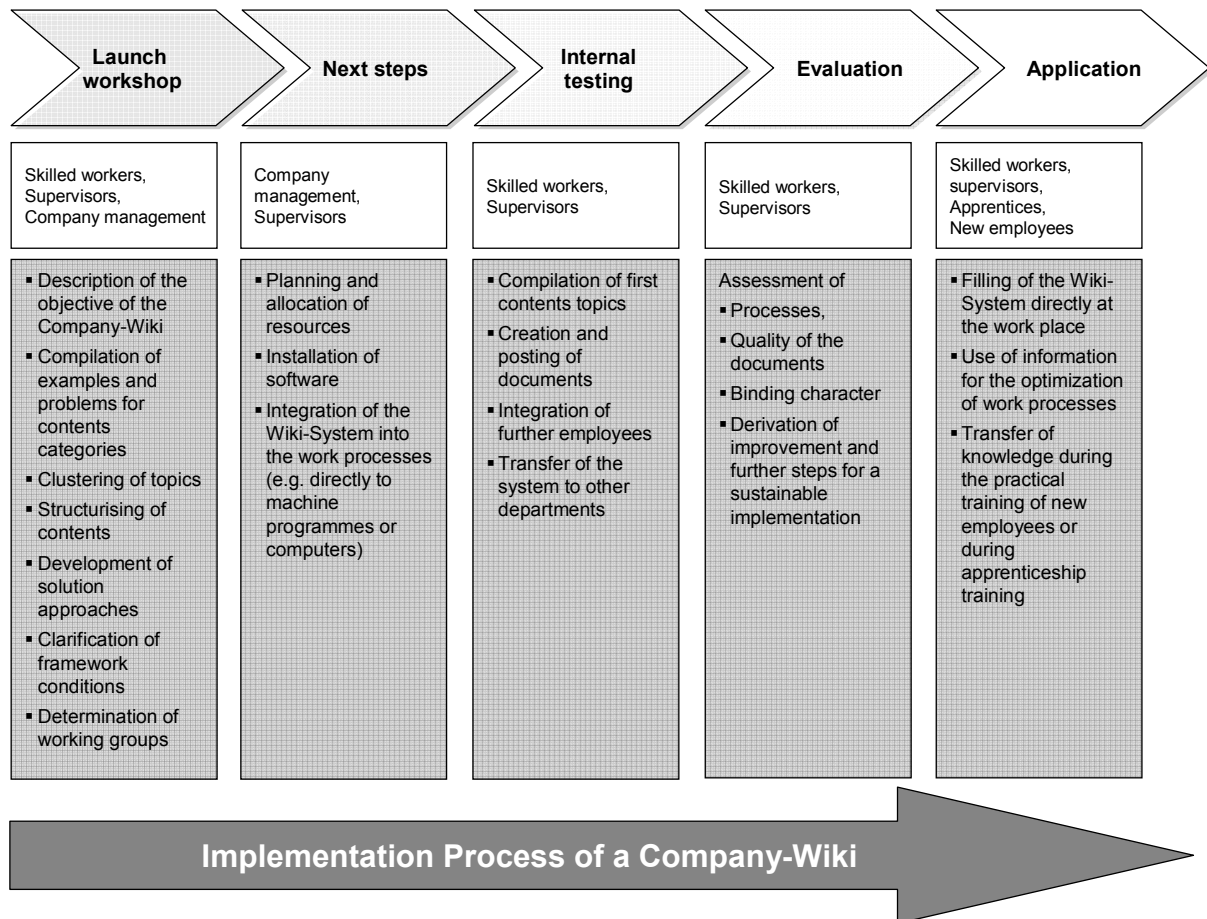 Launch
workshop
Next steps
Internal
testing
Evaluation
Application
Skilled workers,
Supervisors,
Company management
Company
management,
Supervisors
Skilled workers,
Supervisors
Skilled workers,
Supervisors
Skilled workers,
supervisors,
Apprentices,
New employees
▪ Description of the
objective of the
Company-Wiki
▪ Compilation of
examples and
problems for
contents
categories
▪ Clustering of topics
▪ Structurising of
contents
▪ Development of
solution
approaches
▪ Clarification of
framework
conditions
▪ Determination of
working groups
▪ Planning and
allocation of
resources
▪ Installation of
software
▪ Integration of the
Wiki-System into
the work processes
(e.g. directly to
machine
programmes or
computers)
▪ Compilation of first
contents topics
▪ Creation and
posting of
documents
▪ Integration of
further employees
▪ Transfer of the
system to other
departments
Assessment of
▪ Processes,
▪ Quality of the
documents
▪ Binding character
▪ Derivation of
improvement and
further steps for a
sustainable
implementation
▪ Filling of the Wiki-
System directly at
the work place
▪ Use of information
for the optimization
of work processes
▪ Transfer of
knowledge during
the practical
training of new
employees or
during
apprenticeship
training
Implementation Process of a Company-Wiki